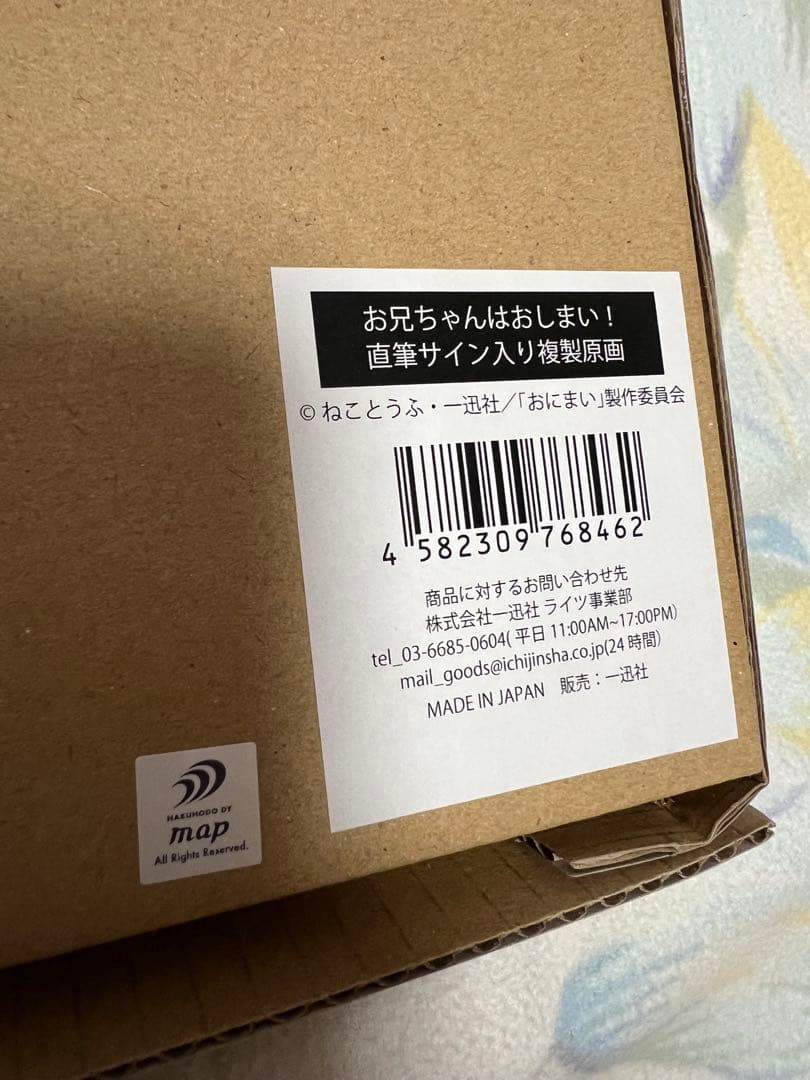 お兄ちゃんはおしまい！
直筆サイン入り複製原画
© ねことうふ・一迅社／「おにまい」製作委員会
4 582309 768462
商品に対するお問い合わせ先
株式会社一迅社 ライツ事業部
tel_03-6685-0604( 平日 11:00AM~17:00PM)
mail_goods@ichijinsha.co.jp(24 時間)
MADE IN JAPAN 販売：一迅社
HAKUHODO DY
map
All Rights Reserved.